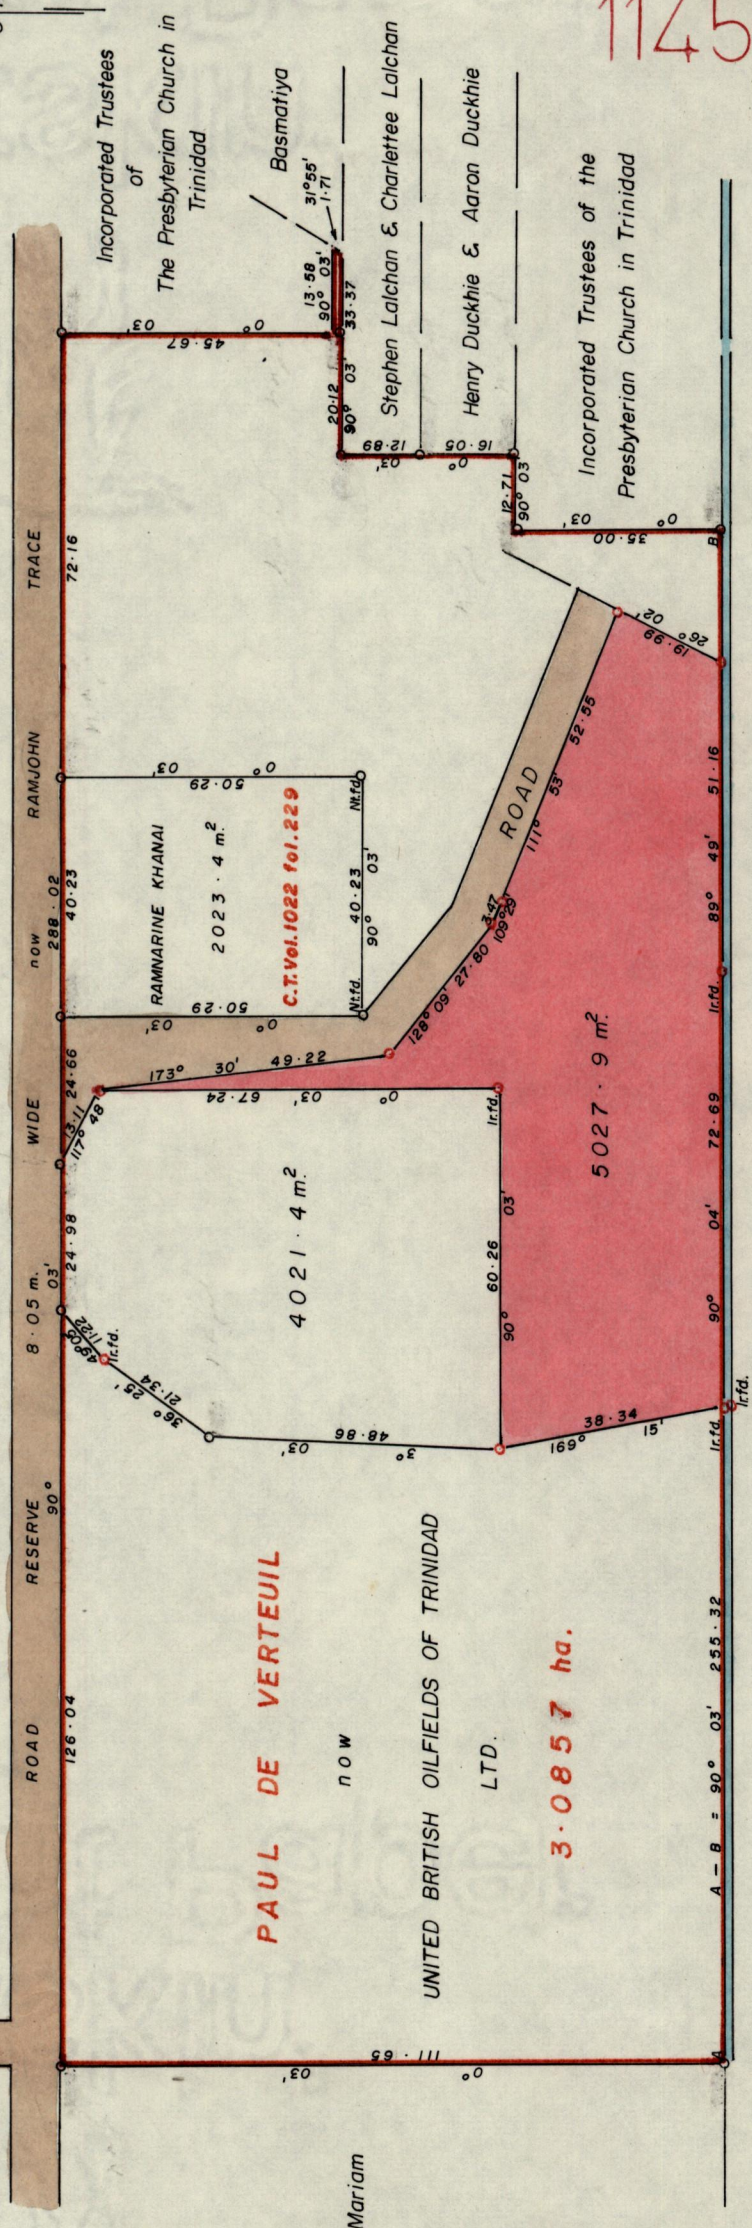 1145
Incorporated Trustees
of
The Presbyterian Church in
Trinidad
Basmatiya
31°55'
1·71
Stephen Lalchan & Charlettee Lalchan
Henry Duckhie & Aaron Duckhie
Incorporated Trustees of the
Presbyterian Church in Trinidad
ROAD RESERVE 8·05 m. WIDE now RAMJOHN TRACE
126·04
90° 03'
24·98
24·66
288·02
40·23
72·16
0° 03'
45·67
13·58
90° 03'
33·37
20·12
90° 03'
0° 03'
12·89
16·05
12·71
90° 03
0° 03'
35·00
B
26° 02'
19·99
RAMNARINE KHANAI
2023·4 m²
C.T.Vol.1022 fol.229
0° 03'
50·29
0° 03'
50·29
Nt.fd.
40·23
90° 03'
Nt.fd.
ROAD
111° 53'
52·55
3·47
109°29'
128° 09' 27·80
173° 30' 49·22
13·11
117° 48'
0° 03'
67·24
Ir.fd.
4021·4 m²
49°03'
11·22
Ir.fd.
36° 25'
21·34
3° 03'
48·86
60·26
90° 03'
5027·9 m²
169° 15'
38·34
Ir.fd.
Ir.fd.
90° 04' 72·69
Ir.fd.
89° 49' 51·16
PAUL DE VERTEUIL
now
UNITED BRITISH OILFIELDS OF TRINIDAD
LTD.
3·0857 ha.
A – B = 90° 03' 255·32
0° 03'
111·65
A
Mariam